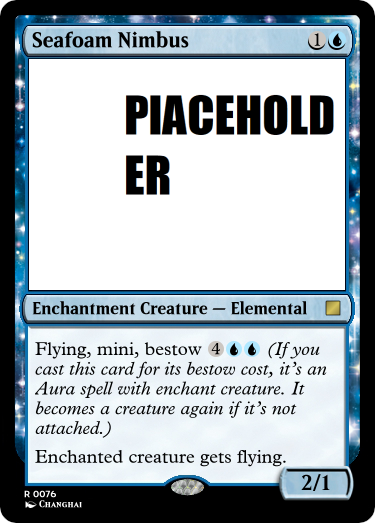 Seafoam Nimbus 1
PIACEHOLD
ER
Enchantment Creature — Elemental
Flying, mini, bestow 4 (If you
cast this card for its bestow cost, it's an
Aura spell with enchant creature. It
becomes a creature again if it's not
attached.)
Enchanted creature gets flying.
2/1
R 0076
CHANGHAI